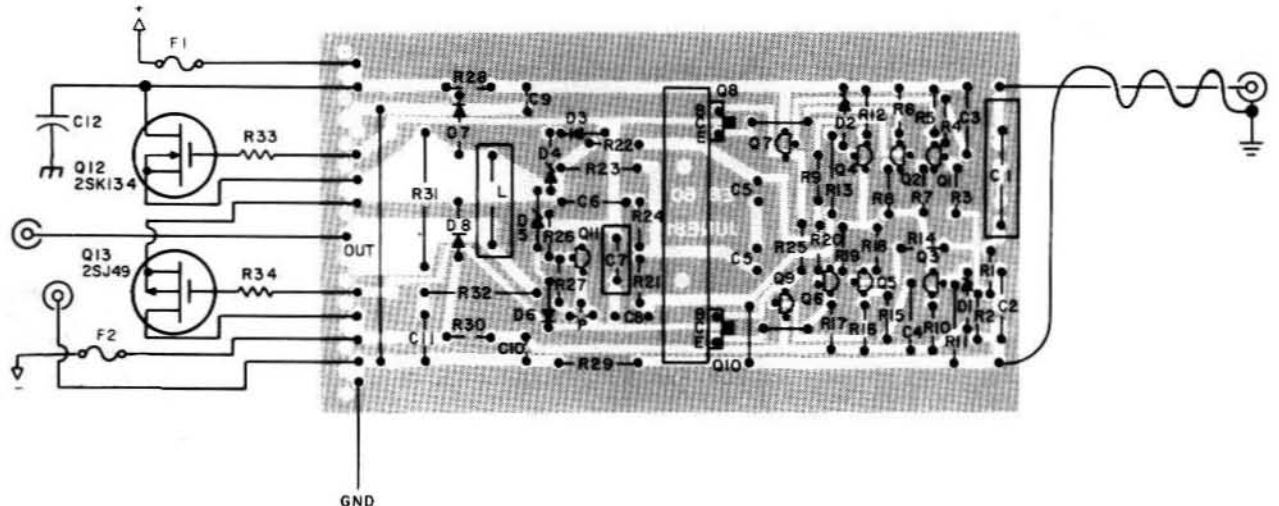 +
F1
C12
Q12
2SK134
R33
Q13
2SJ49
R34
F2
-
GND
OUT
R28
C9
D7
D3
R22
D4
R23
R31
L
C6
D8
D5
R24
R26
Q11
C7
R27
R21
R32
D6
P
C8
C11
R30
C10
R29
Q8
B
C
E
Q7
C5
C5
R25
Q9
B
C
E
Q10
D2
R12
R6
R5
R4
C3
Q4
Q2
Q1
C1
R9
R13
R8
R7
R3
R20
R19
R18
R14
Q3
Q6
Q5
R1
D1
R2
C2
R17
R16
R15
C4
R10
R1